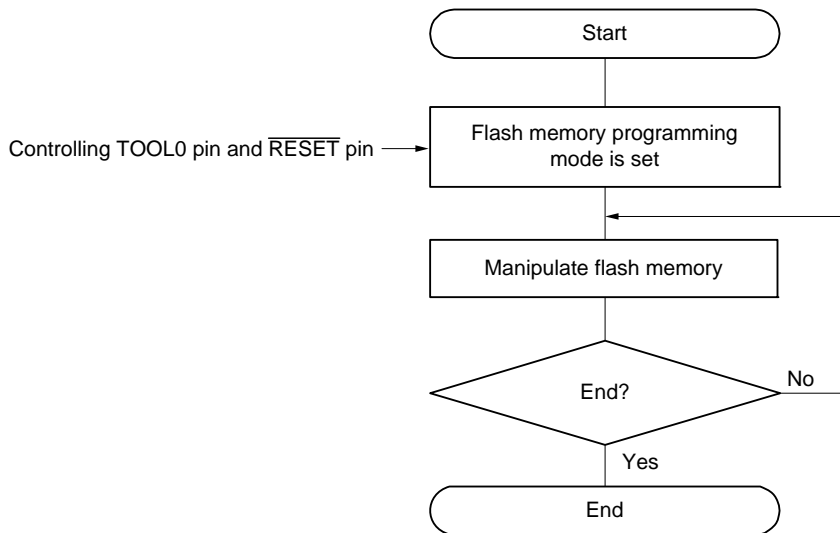 Start
Controlling TOOL0 pin and RESET pin
Flash memory programming
mode is set
Manipulate flash memory
End?
No
Yes
End